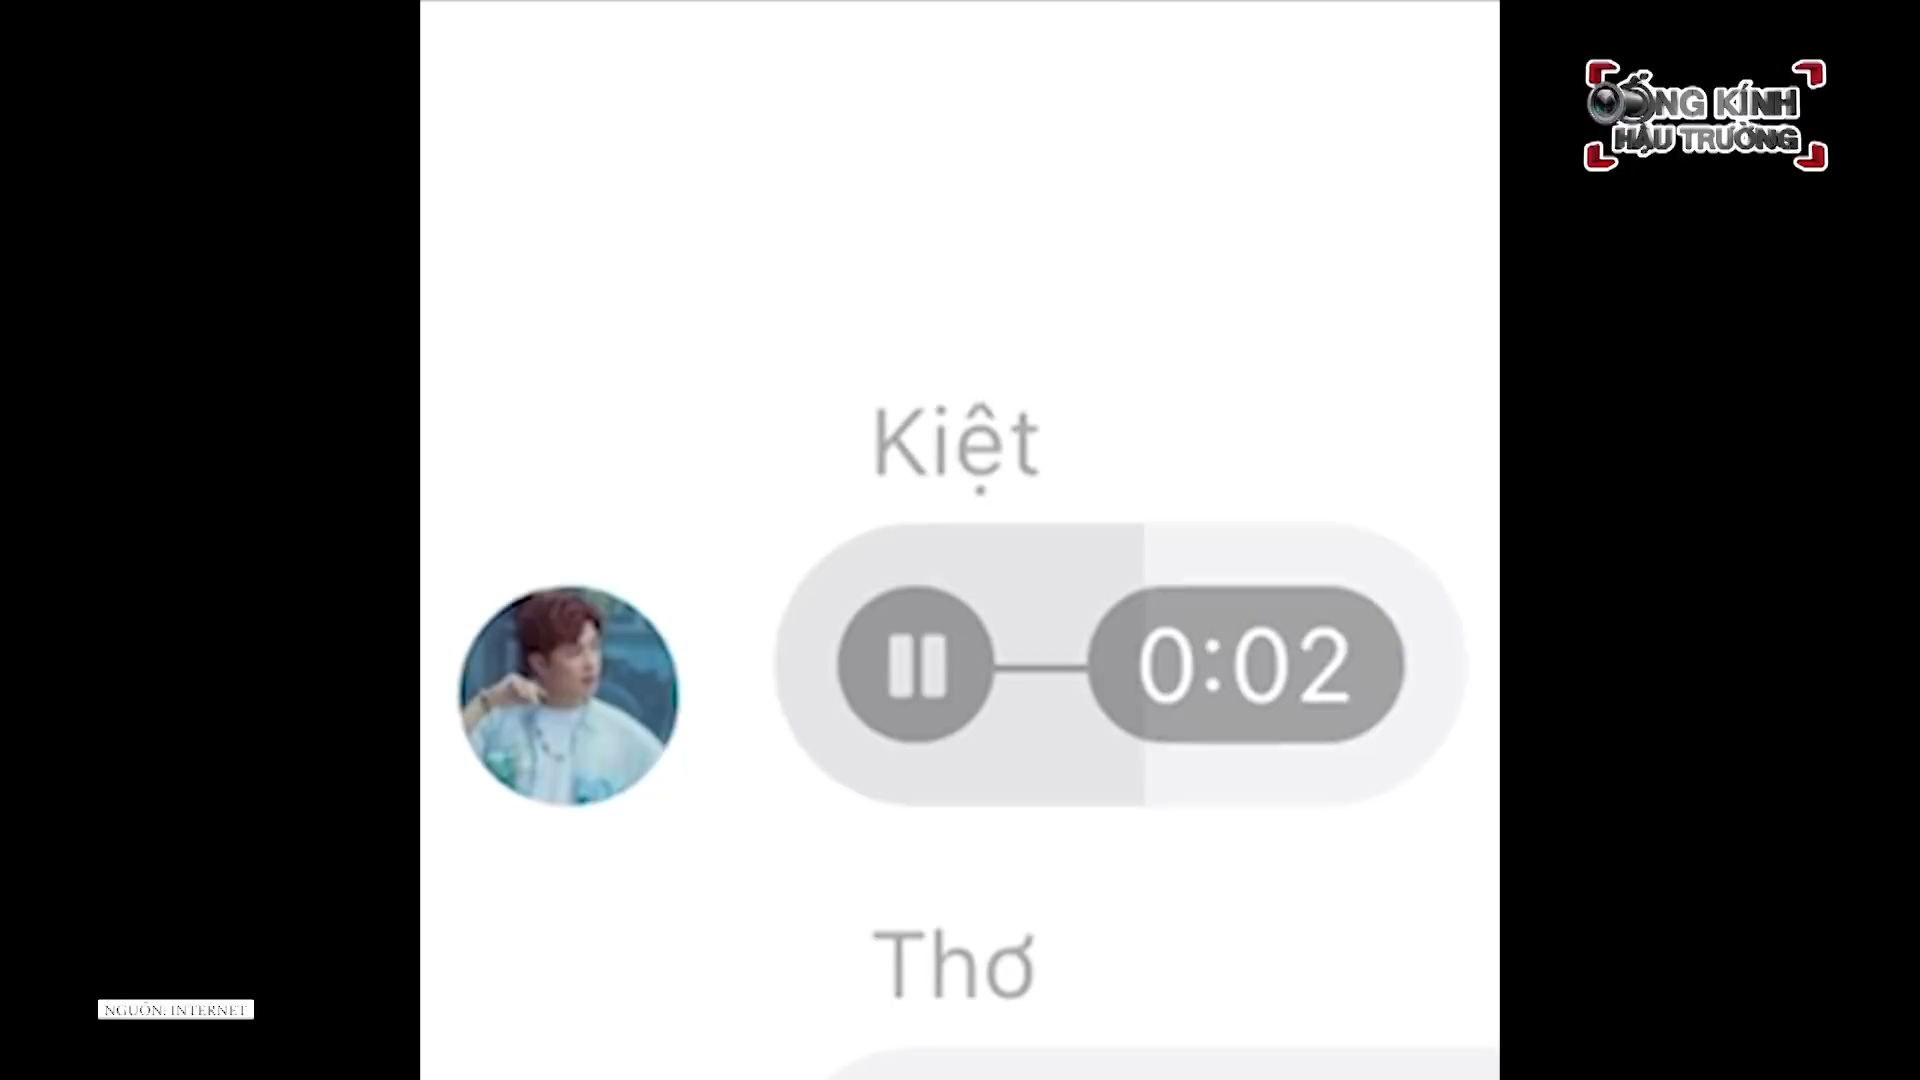 ỐNG KÍNH
HẬU TRƯỜNG
Kiệt
0:02
Thơ
NGUỒN: INTERNET